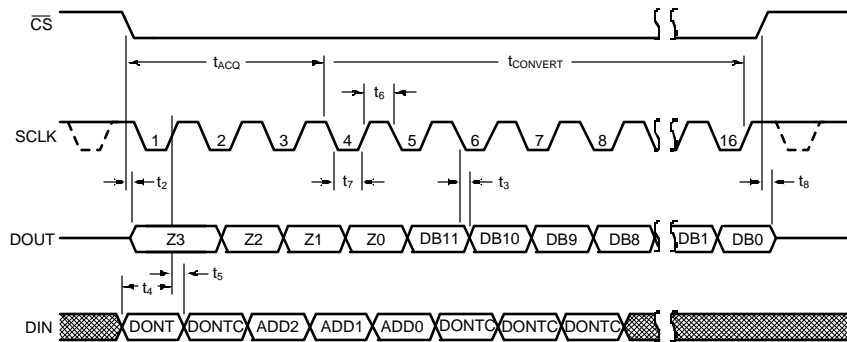 CS
tACQ
tCONVERT
t6
SCLK
1 2 3 4 5 6 7 8 16
t2
t7
t3
t8
DOUT
Z3 Z2 Z1 Z0 DB11 DB10 DB9 DB8 DB1 DB0
t4
t5
DIN
DONT DONTC ADD2 ADD1 ADD0 DONTC DONTC DONTC